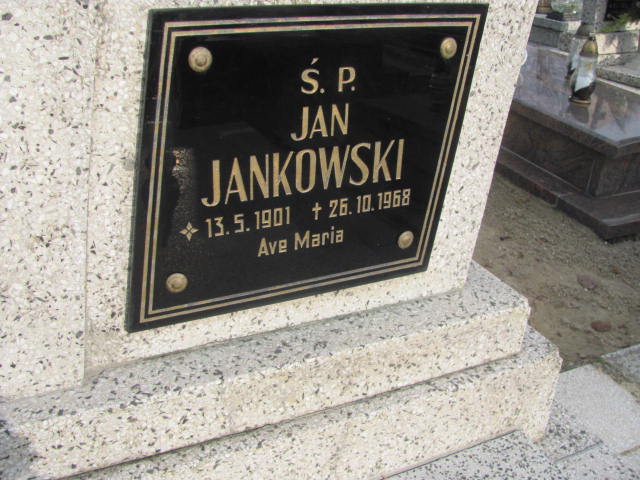 Ś. P.
JAN
JANKOWSKI
13.5.1901 † 26.10.1968
Ave Maria